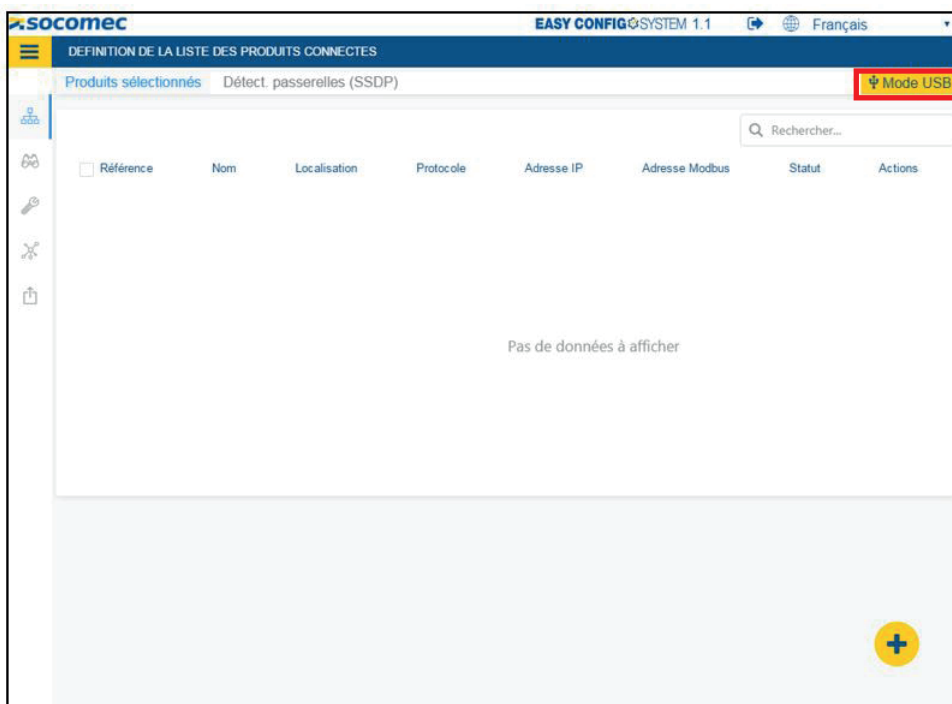 socomec EASY CONFIG SYSTEM 1.1 Français
DEFINITION DE LA LISTE DES PRODUITS CONNECTES
Produits sélectionnés Détect. passerelles (SSDP) Mode USB
Rechercher...
Référence Nom Localisation Protocole Adresse IP Adresse Modbus Statut Actions
Pas de données à afficher